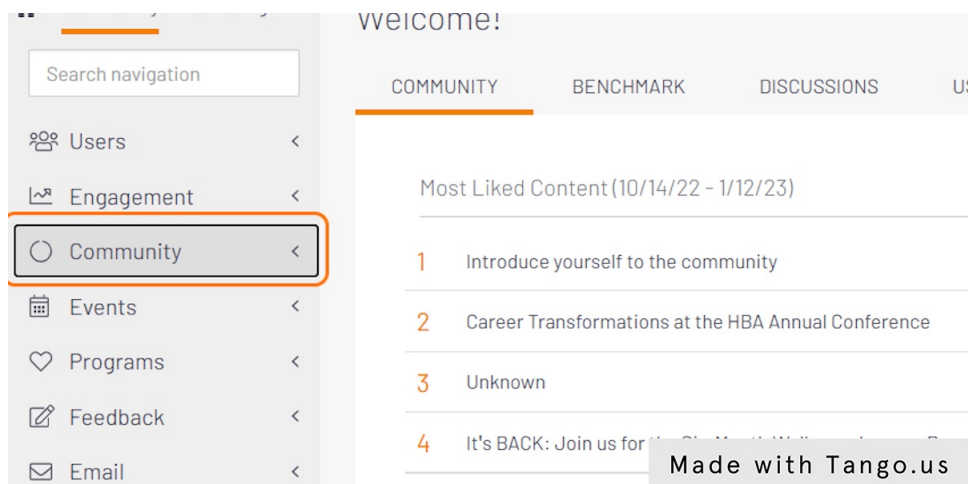 Welcome!
Search navigation
COMMUNITY BENCHMARK DISCUSSIONS
Users
Engagement
Community
Events
Programs
Feedback
Email
Most Liked Content (10/14/22 - 1/12/23)
1 Introduce yourself to the community
2 Career Transformations at the HBA Annual Conference
3 Unknown
4 It's BACK: Join us for
Made with Tango.us